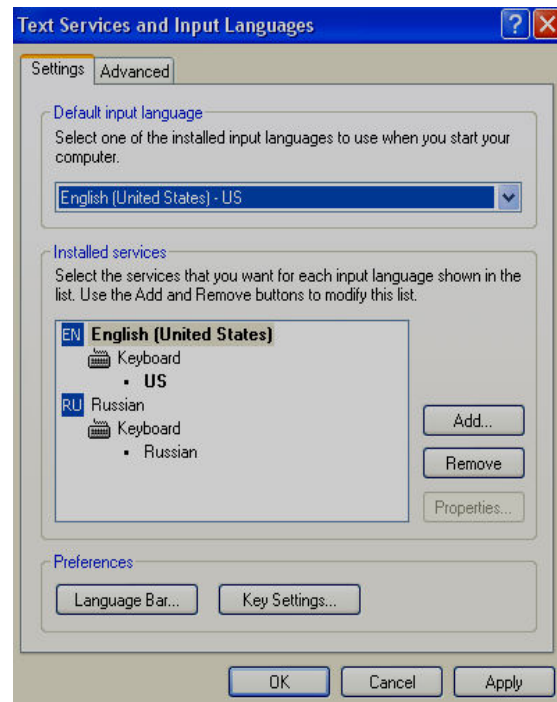 Text Services and Input Languages
Settings
Advanced
Default input language
Select one of the installed input languages to use when you start your
computer.
English (United States) - US
Installed services
Select the services that you want for each input language shown in the
list. Use the Add and Remove buttons to modify this list.
EN English (United States)
Keyboard
US
RU Russian
Keyboard
Russian
Add...
Remove
Properties...
Preferences
Language Bar...
Key Settings...
OK
Cancel
Apply